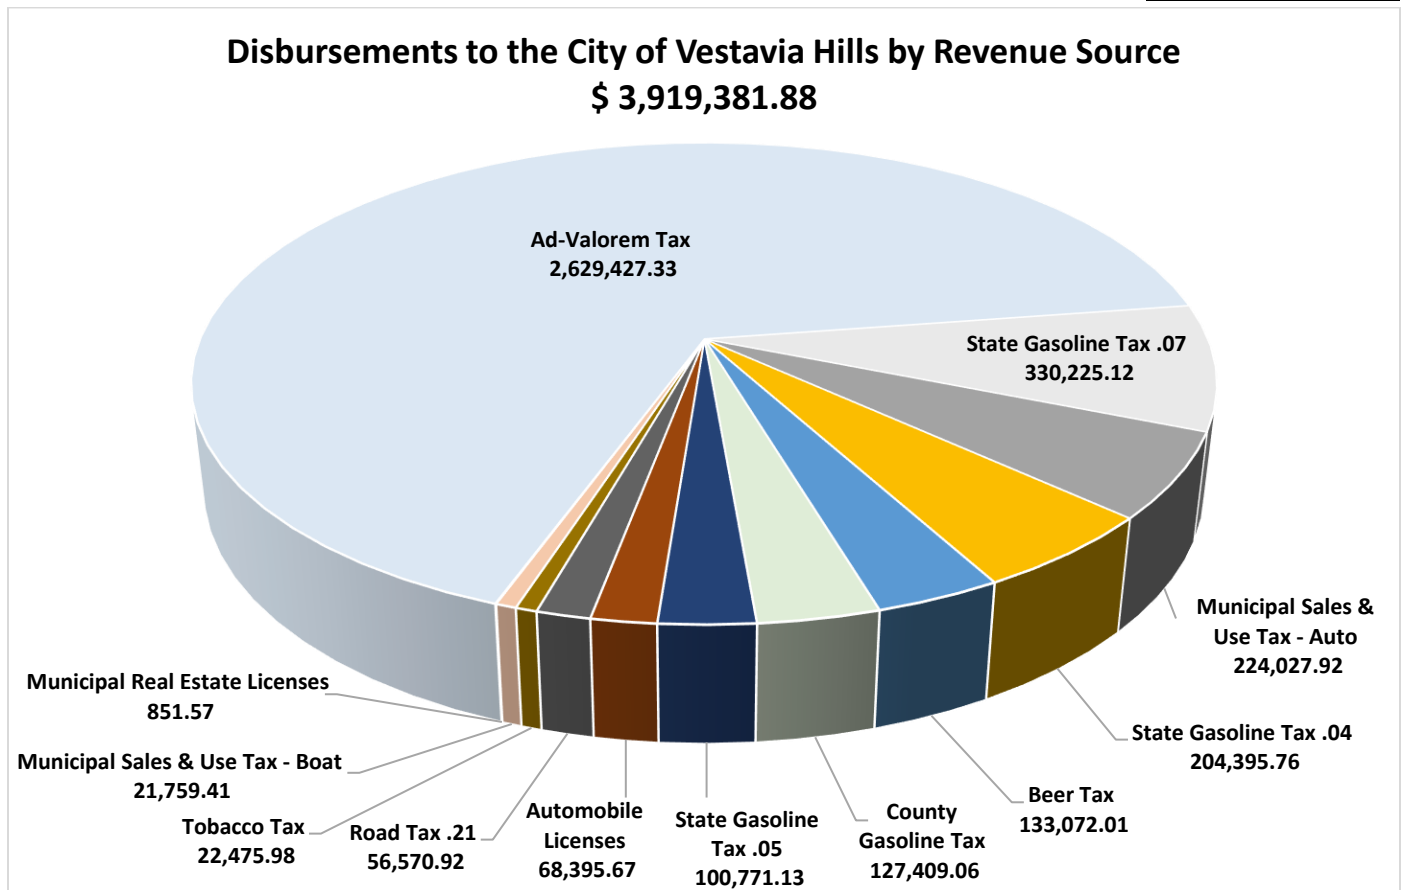 Disbursements to the City of Vestavia Hills by Revenue Source
$ 3,919,381.88
Ad-Valorem Tax
2,629,427.33
State Gasoline Tax .07
330,225.12
Municipal Sales &
Use Tax - Auto
224,027.92
State Gasoline Tax .04
204,395.76
Beer Tax
133,072.01
County
Gasoline Tax
127,409.06
State Gasoline
Tax .05
100,771.13
Automobile
Licenses
68,395.67
Road Tax .21
56,570.92
Tobacco Tax
22,475.98
Municipal Sales & Use Tax - Boat
21,759.41
Municipal Real Estate Licenses
851.57